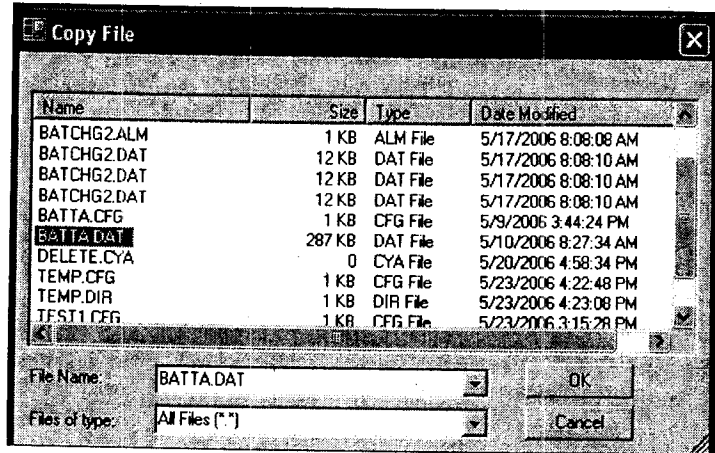 Copy File
Name Size Type Date Modified
BATCHG2.ALM 1 KB ALM File 5/17/2006 8:08:08 AM
BATCHG2.DAT 12 KB DAT File 5/17/2006 8:08:10 AM
BATCHG2.DAT 12 KB DAT File 5/17/2006 8:08:10 AM
BATCHG2.DAT 12 KB DAT File 5/17/2006 8:08:10 AM
BATTA.CFG 1 KB CFG File 5/9/2006 3:44:24 PM
BATTA.DAT 287 KB DAT File 5/10/2006 8:27:34 AM
DELETE.CYA 0 CYA File 5/20/2006 4:58:34 PM
TEMP.CFG 1 KB CFG File 5/23/2006 4:22:48 PM
TEMP.DIR 1 KB DIR File 5/23/2006 4:23:08 PM
TEST1.CFG 1 KB CFG File 5/23/2006 3:15:28 PM
File Name: BATTA.DAT OK
Files of type: All Files (*.*) Cancel